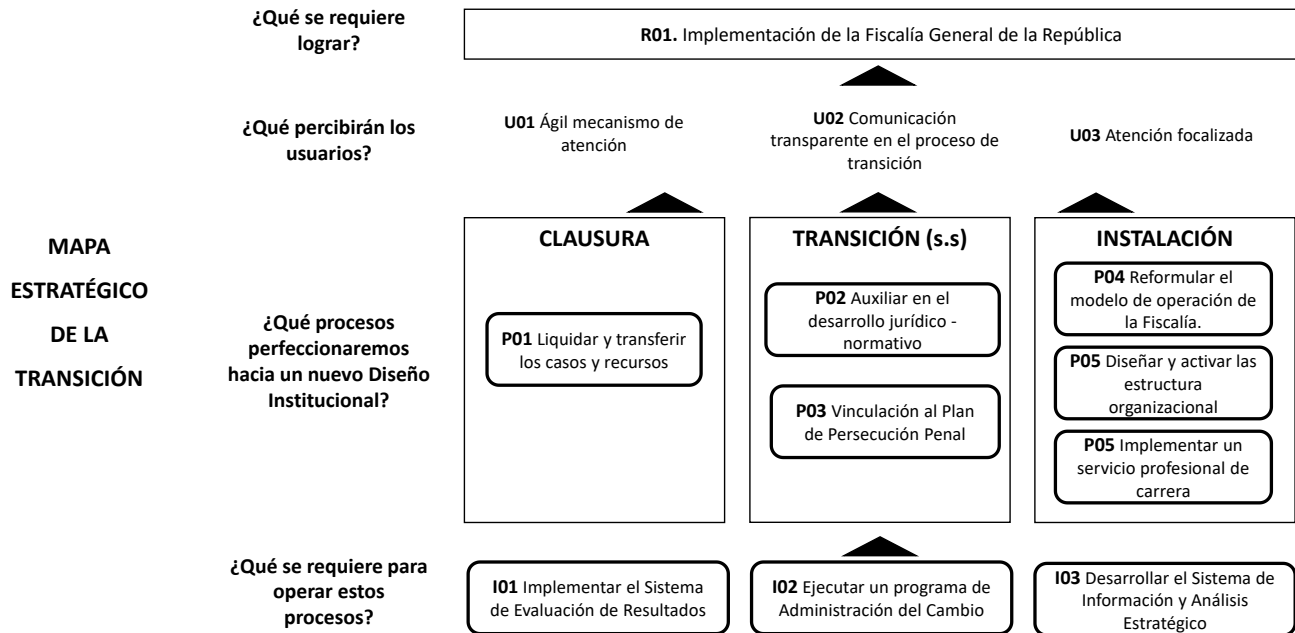 ¿Qué se requiere
lograr?
R01. Implementación de la Fiscalía General de la República
¿Qué percibirán los
usuarios?
U01 Ágil mecanismo de
atención
U02 Comunicación
transparente en el proceso de
transición
U03 Atención focalizada
MAPA
ESTRATÉGICO
DE LA
TRANSICIÓN
¿Qué procesos
perfeccionaremos
hacia un nuevo Diseño
Institucional?
CLAUSURA
P01 Liquidar y transferir
los casos y recursos
TRANSICIÓN (s.s)
P02 Auxiliar en el
desarrollo jurídico -
normativo
P03 Vinculación al Plan
de Persecución Penal
INSTALACIÓN
P04 Reformular el
modelo de operación de
la Fiscalía.
P05 Diseñar y activar las
estructura
organizacional
P05 Implementar un
servicio profesional de
carrera
¿Qué se requiere para
operar estos
procesos?
I01 Implementar el Sistema
de Evaluación de Resultados
I02 Ejecutar un programa de
Administración del Cambio
I03 Desarrollar el Sistema de
Información y Análisis
Estratégico